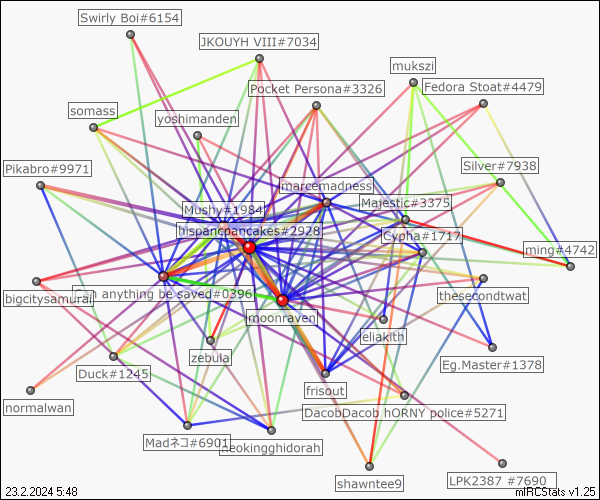 Swirly Boi#6154
JKOUYH VIII#7034
mukszi
Pocket Persona#3326
Fedora Stoat#4479
somass
yoshimanden
Pikabro#9971
Silver#7938
marcemadness
Mushy#1984
Majestic#3375
hispanicpancakes#2928
Cypha#1717
ming#4742
bigcitysamurai
anything be saved#0396
thesecondtwat
moonraven
eliakith
zebula
Eg.Master#1378
Duck#1245
frisout
normalwan
DacobDacob hORNY police#5271
Madネコ#6901
neokingghidorah
shawntee9
LPK2387 #7690
23.2.2024 5:48
mIRCStats v1.25